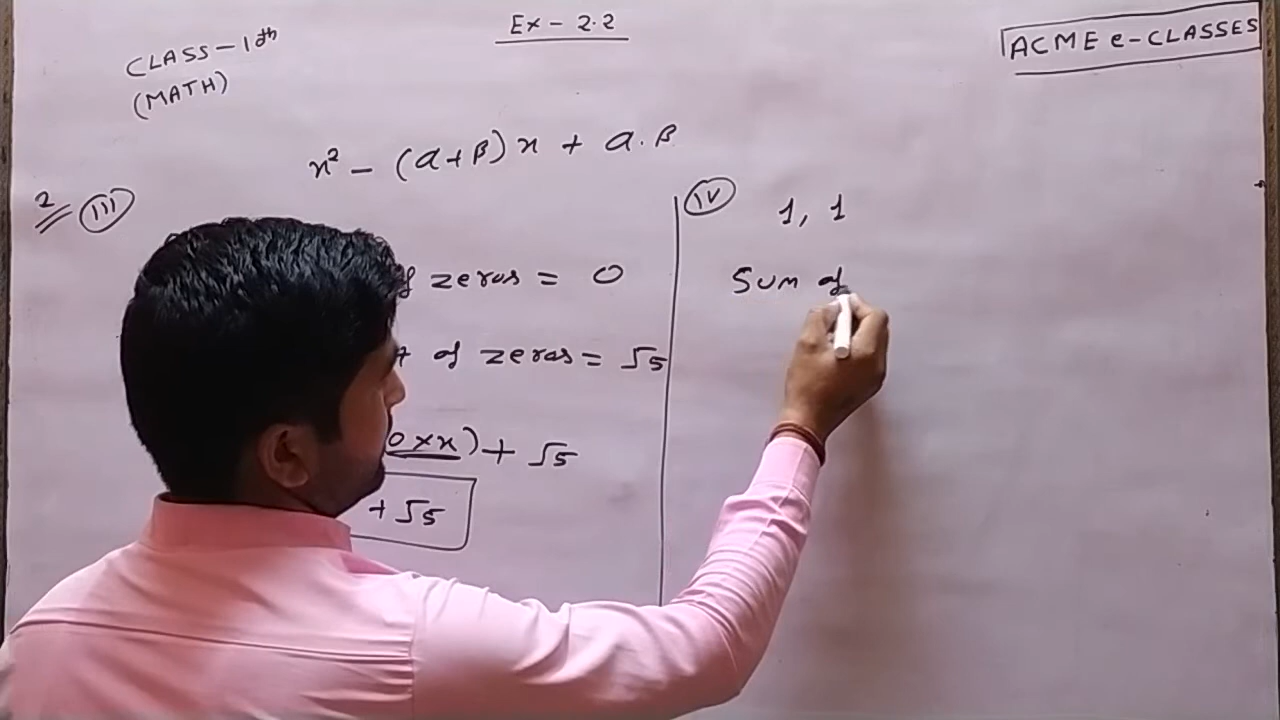 Ex - 2.2
CLASS - 10th
(MATH)
ACME e-CLASSES
x² - (α+β)x + α.β
2 (iii)
of zeros = 0
of zeros = √5
0 × x) + √5
+ √5
(iv) 1, 1
Sum of